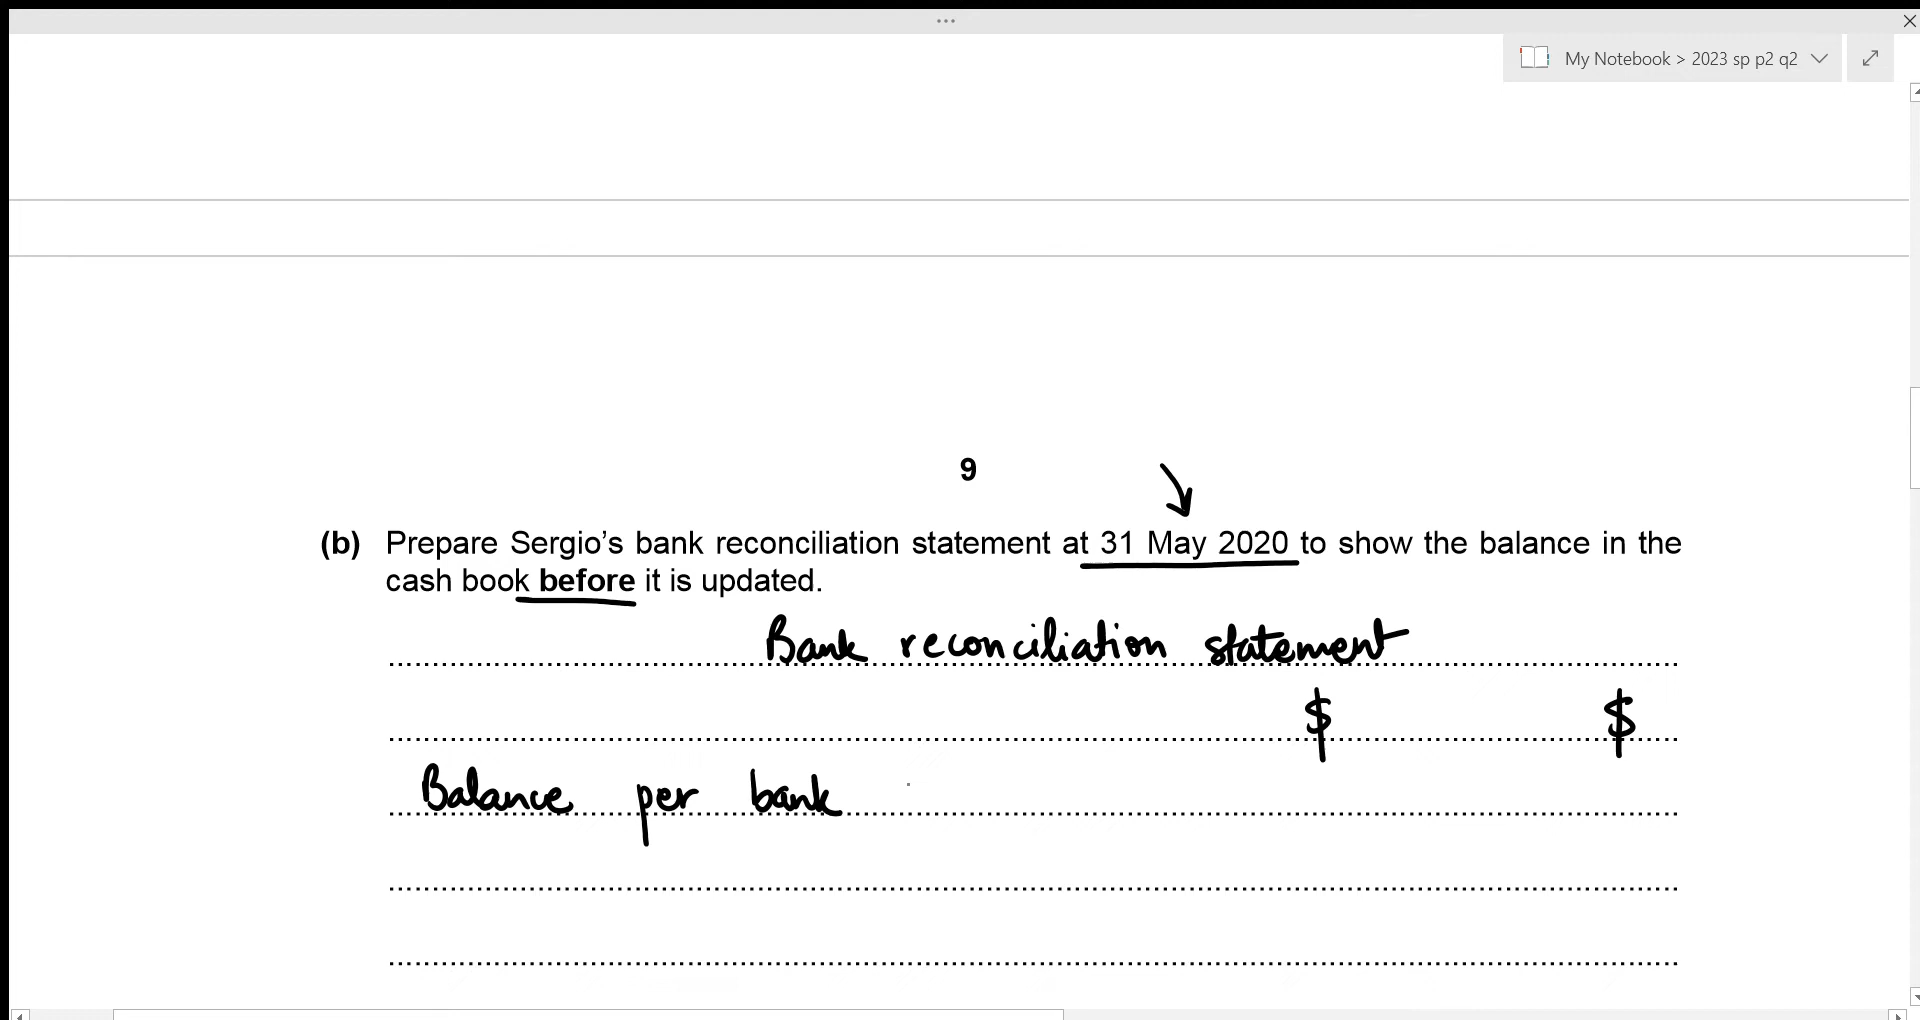 My Notebook > 2023 sp p2 q2
9
(b) Prepare Sergio's bank reconciliation statement at 31 May 2020 to show the balance in the
cash book before it is updated.
Bank reconciliation statement
$ $
Balance per bank